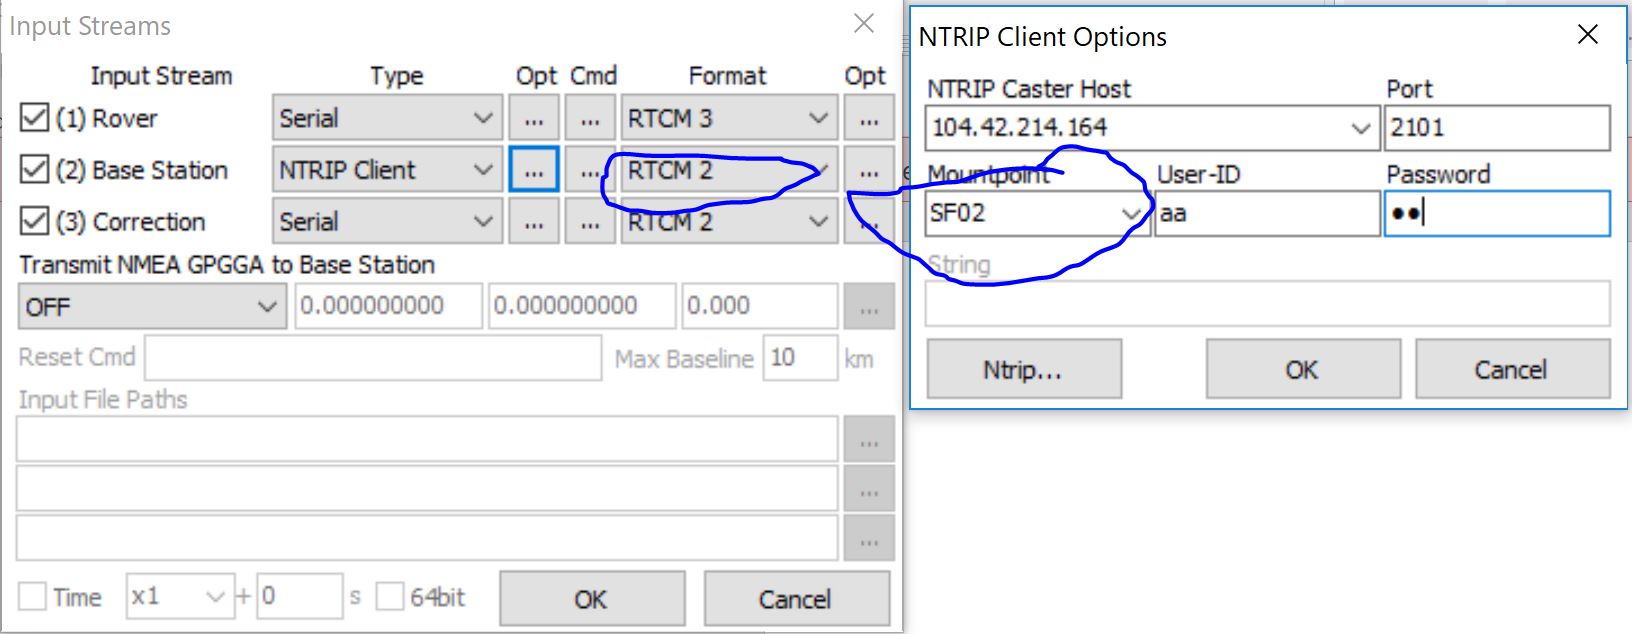 Input Streams
Input Stream Type Opt Cmd Format Opt
(1) Rover Serial ... ... RTCM 3 ...
(2) Base Station NTRIP Client ... ... RTCM 2 ...
(3) Correction Serial ... ... RTCM 2 ...
Transmit NMEA GPGGA to Base Station
OFF 0.000000000 0.000000000 0.000 ...
Reset Cmd Max Baseline 10 km
Input File Paths
...
...
...
Time x1 + 0 s 64bit OK Cancel
NTRIP Client Options
NTRIP Caster Host Port
104.42.214.164 2101
Mountpoint User-ID Password
SF02 aa ●●
String
Ntrip... OK Cancel